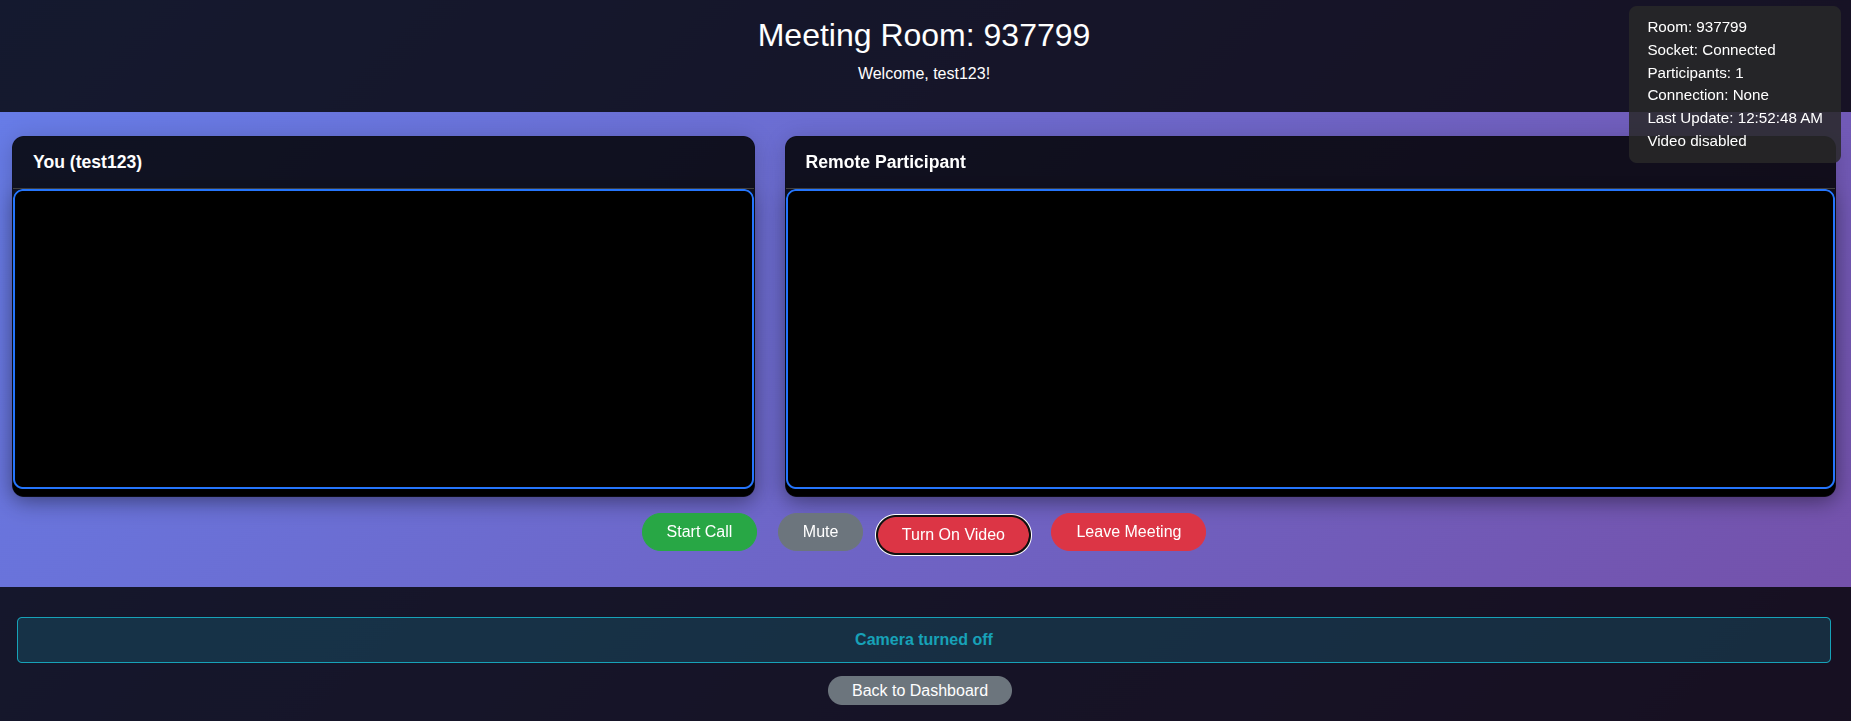 Meeting Room: 937799
Welcome, test123!
Room: 937799
Socket: Connected
Participants: 1
Connection: None
Last Update: 12:52:48 AM
Video disabled
You (test123)
Remote Participant
Start Call
Mute
Turn On Video
Leave Meeting
Camera turned off
Back to Dashboard